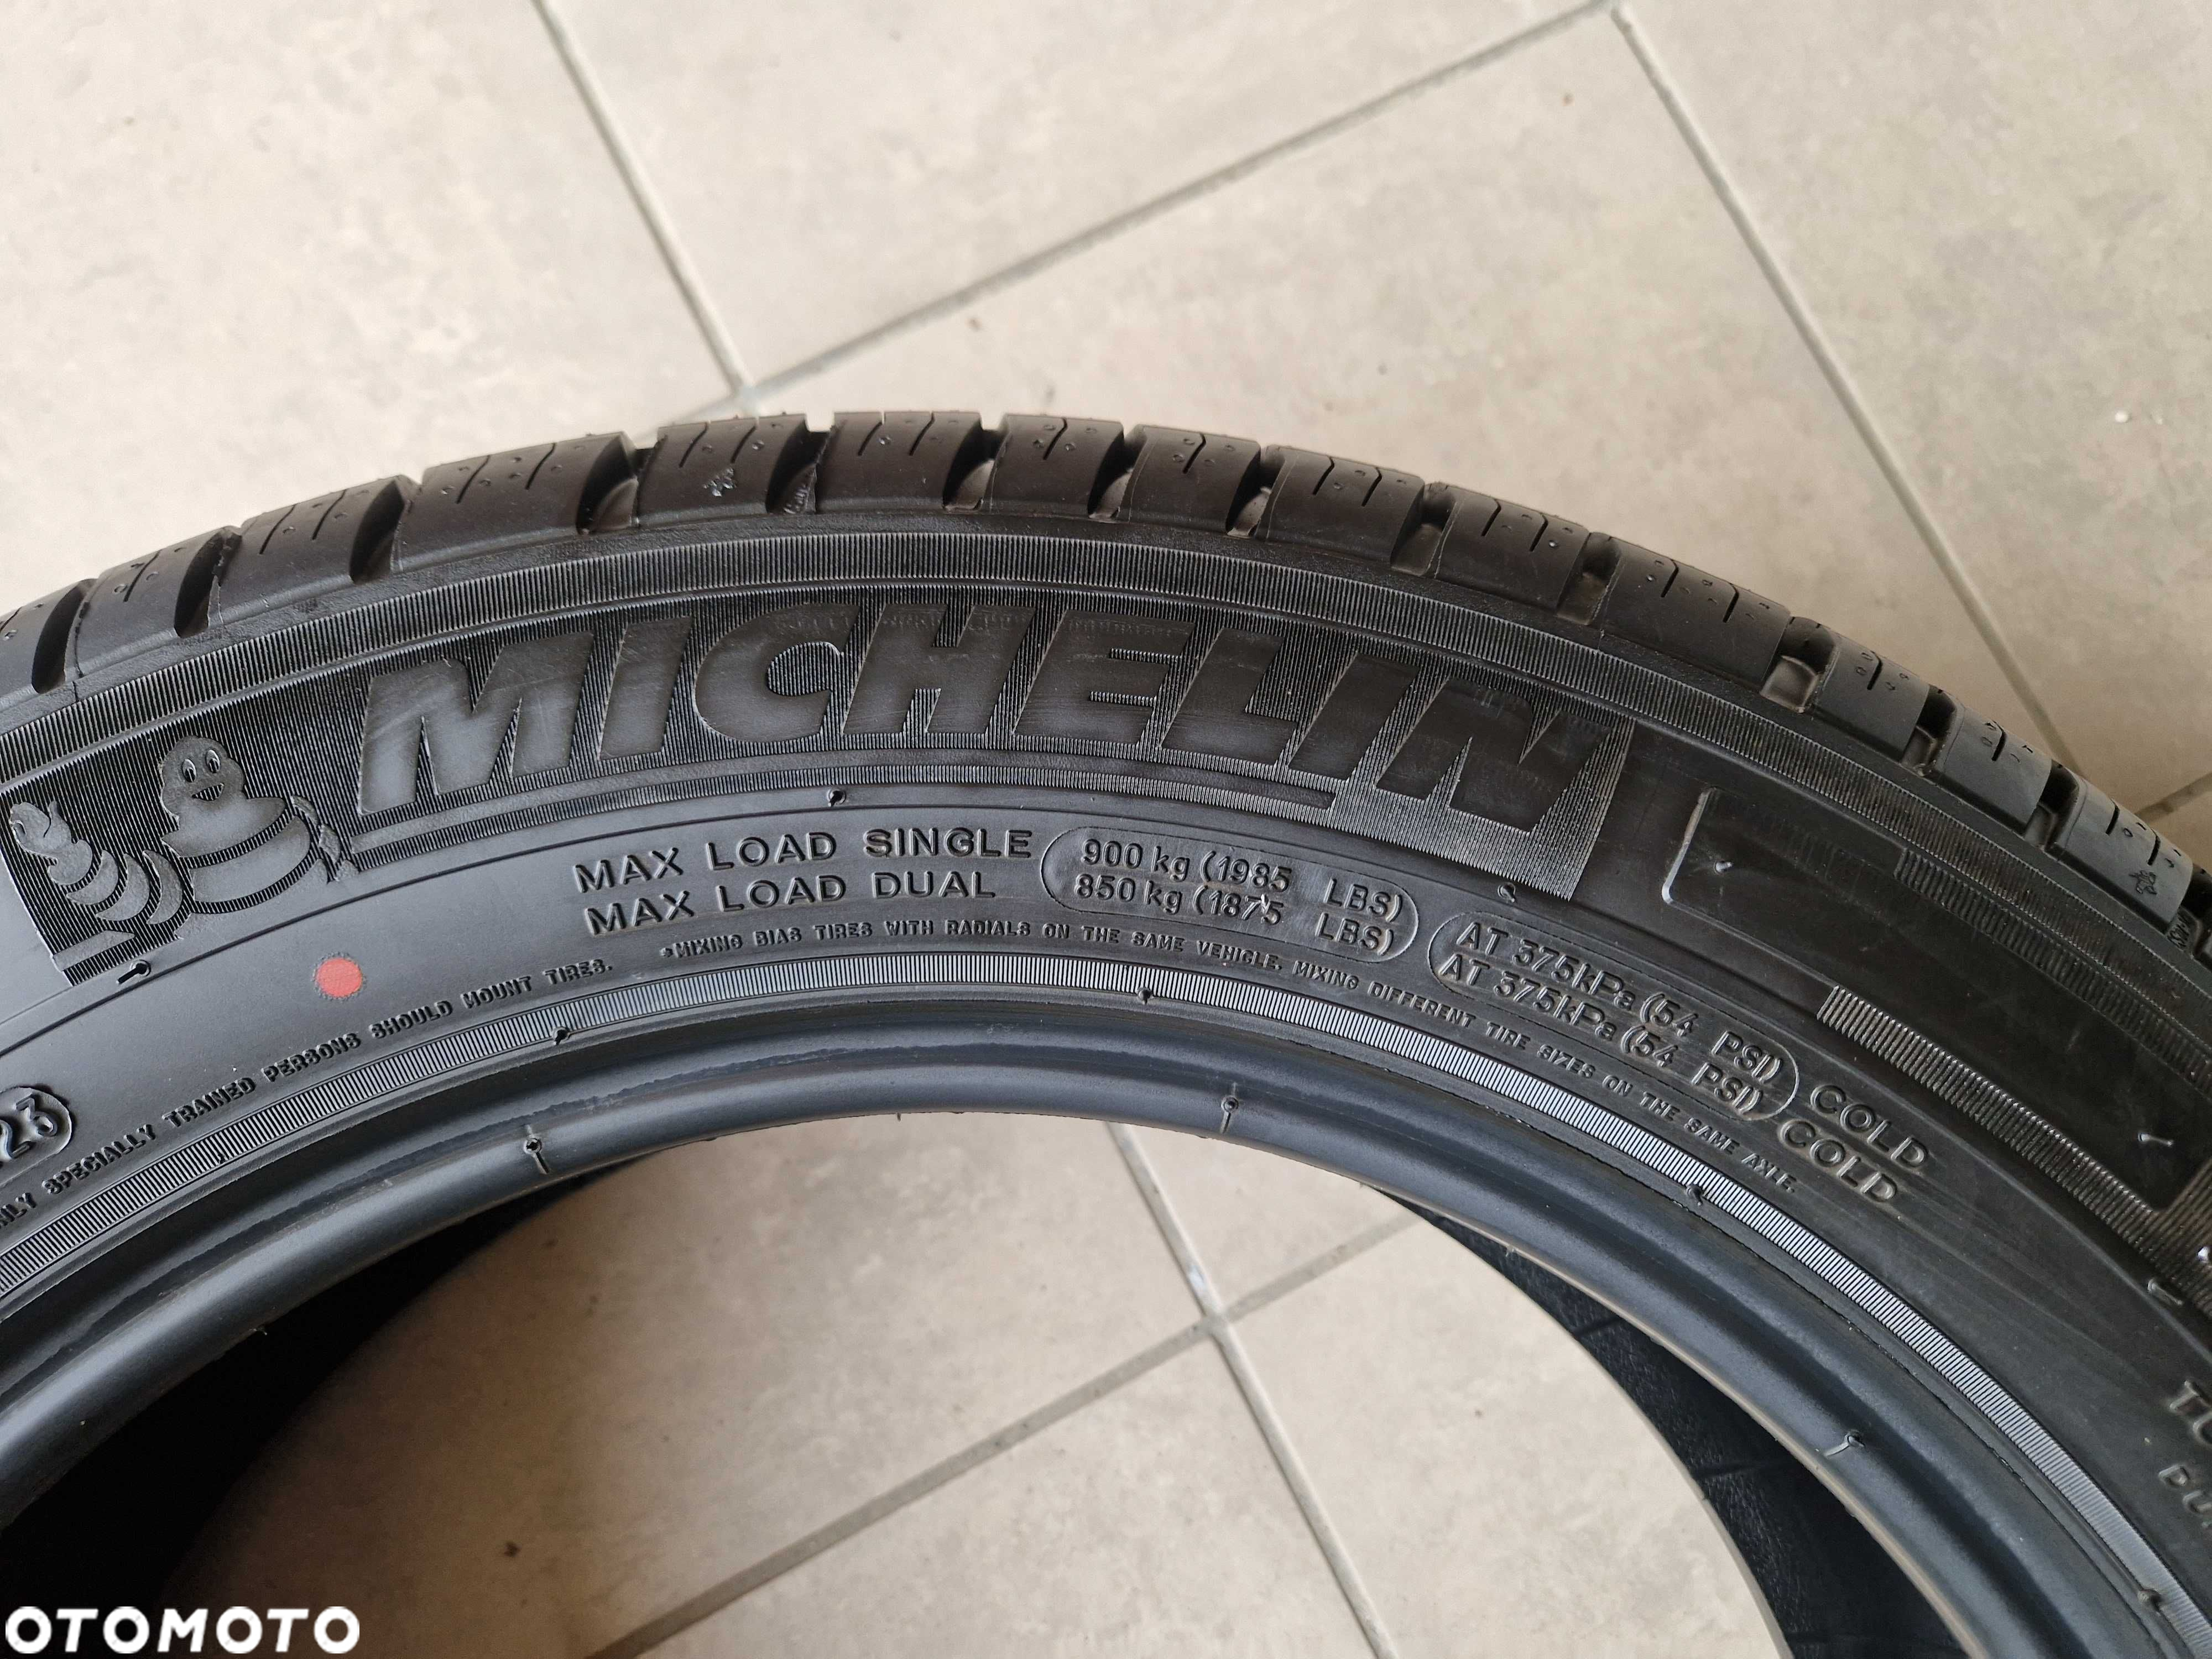 MICHELIN
MAX LOAD SINGLE 900 kg (1985 LBS) AT 375kPa (54 PSI) COLD
MAX LOAD DUAL 850 kg (1875 LBS) AT 375kPa (54 PSI) COLD
SPECIALLY TRAINED PERSONS SHOULD MOUNT TIRES. *MIXING BIAS TIRES WITH RADIALS ON THE SAME VEHICLE. MIXING DIFFERENT TIRE SIZES ON THE SAME AXLE.
23
OTOMOTO